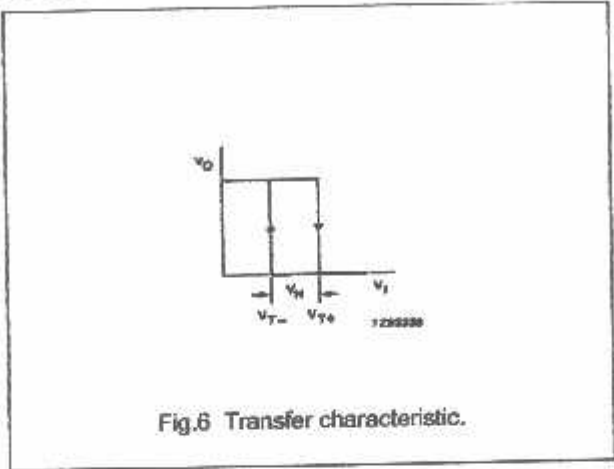 VO
VH
VI
VT−
VT+
Fig.6 Transfer characteristic.